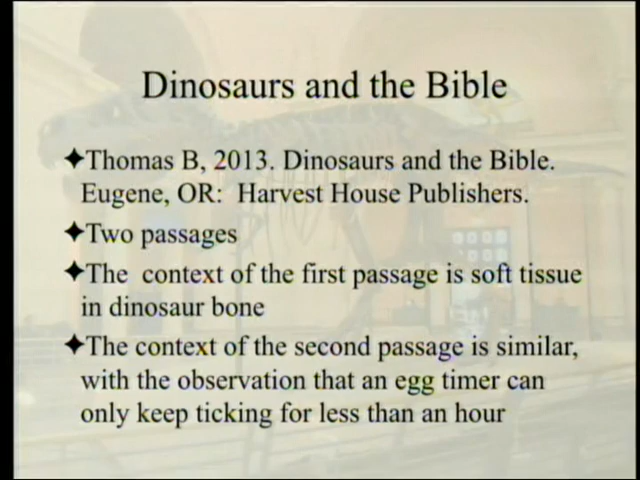 Dinosaurs and the Bible
✦Thomas B, 2013. Dinosaurs and the Bible.
Eugene, OR: Harvest House Publishers.
✦Two passages
✦The context of the first passage is soft tissue
in dinosaur bone
✦The context of the second passage is similar,
with the observation that an egg timer can
only keep ticking for less than an hour